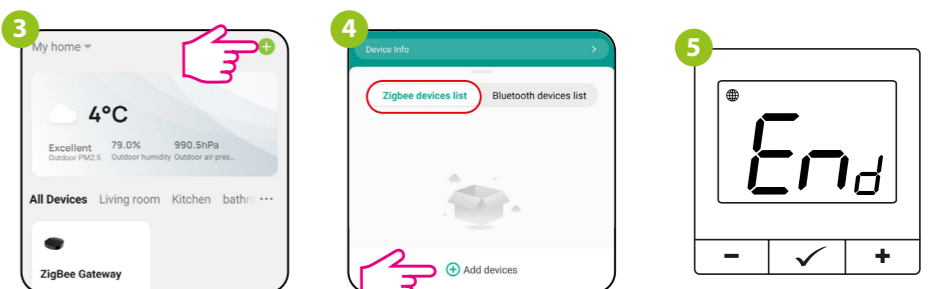 3
My home
4°C
Excellent 79.0% 990.5hPa
Outdoor PM2.5 Outdoor humidity Outdoor air pres...
All Devices Living room Kitchen bathr ...
ZigBee Gateway
4
Device Info
Zigbee devices list Bluetooth devices list
Add devices
5
End